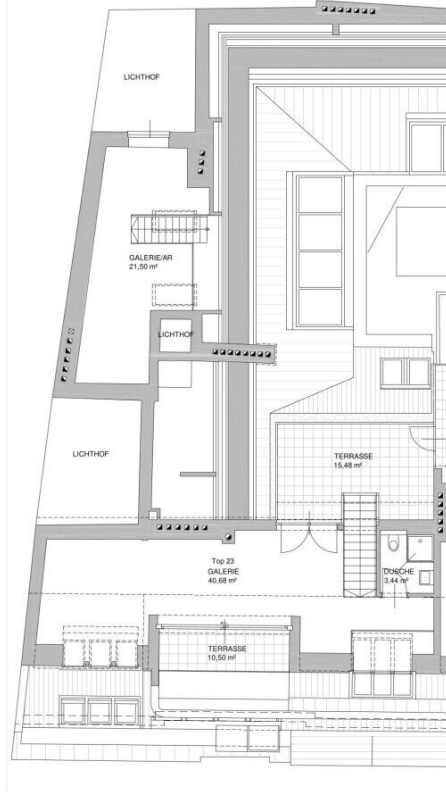 LICHTHOF
GALERIE/AR
21,50 m²
LICHTHOF
LICHTHOF
TERRASSE
15,48 m²
Top 23
GALERIE
40,68 m²
DUSCHE
3,44 m²
TERRASSE
10,50 m²